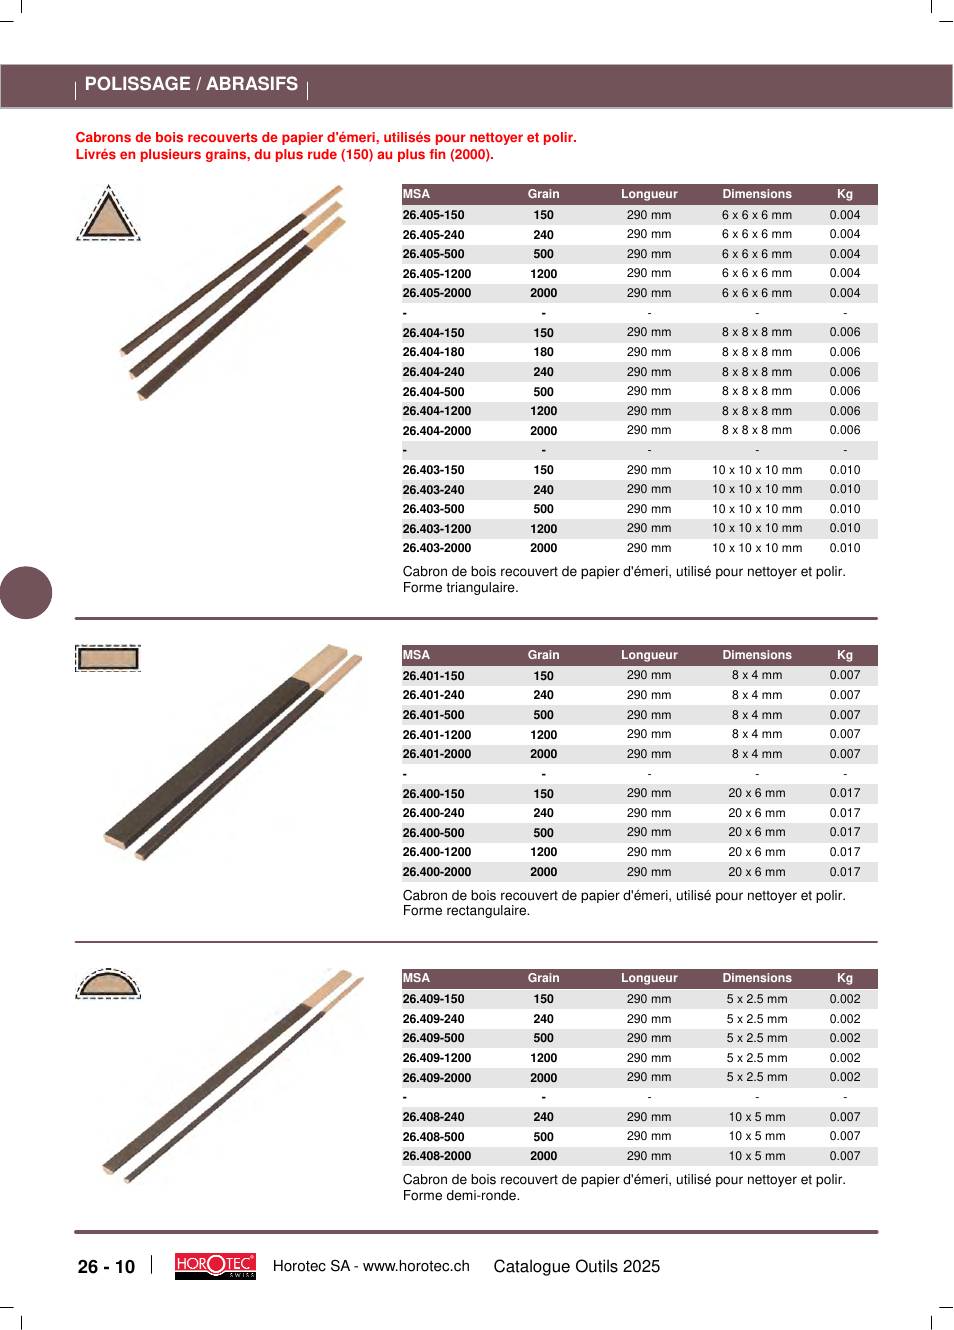 POLISSAGE / ABRASIFS
Cabrons de bois recouverts de papier d'émeri, utilisés pour nettoyer et polir.
Livrés en plusieurs grains, du plus rude (150) au plus fin (2000).
MSA Grain Longueur Dimensions Kg
26.405-150 150 290 mm 6 x 6 x 6 mm 0.004
26.405-240 240 290 mm 6 x 6 x 6 mm 0.004
26.405-500 500 290 mm 6 x 6 x 6 mm 0.004
26.405-1200 1200 290 mm 6 x 6 x 6 mm 0.004
26.405-2000 2000 290 mm 6 x 6 x 6 mm 0.004
- - - - -
26.404-150 150 290 mm 8 x 8 x 8 mm 0.006
26.404-180 180 290 mm 8 x 8 x 8 mm 0.006
26.404-240 240 290 mm 8 x 8 x 8 mm 0.006
26.404-500 500 290 mm 8 x 8 x 8 mm 0.006
26.404-1200 1200 290 mm 8 x 8 x 8 mm 0.006
26.404-2000 2000 290 mm 8 x 8 x 8 mm 0.006
- - - - -
26.403-150 150 290 mm 10 x 10 x 10 mm 0.010
26.403-240 240 290 mm 10 x 10 x 10 mm 0.010
26.403-500 500 290 mm 10 x 10 x 10 mm 0.010
26.403-1200 1200 290 mm 10 x 10 x 10 mm 0.010
26.403-2000 2000 290 mm 10 x 10 x 10 mm 0.010
Cabron de bois recouvert de papier d'émeri, utilisé pour nettoyer et polir.
Forme triangulaire.
MSA Grain Longueur Dimensions Kg
26.401-150 150 290 mm 8 x 4 mm 0.007
26.401-240 240 290 mm 8 x 4 mm 0.007
26.401-500 500 290 mm 8 x 4 mm 0.007
26.401-1200 1200 290 mm 8 x 4 mm 0.007
26.401-2000 2000 290 mm 8 x 4 mm 0.007
- - - - -
26.400-150 150 290 mm 20 x 6 mm 0.017
26.400-240 240 290 mm 20 x 6 mm 0.017
26.400-500 500 290 mm 20 x 6 mm 0.017
26.400-1200 1200 290 mm 20 x 6 mm 0.017
26.400-2000 2000 290 mm 20 x 6 mm 0.017
Cabron de bois recouvert de papier d'émeri, utilisé pour nettoyer et polir.
Forme rectangulaire.
MSA Grain Longueur Dimensions Kg
26.409-150 150 290 mm 5 x 2.5 mm 0.002
26.409-240 240 290 mm 5 x 2.5 mm 0.002
26.409-500 500 290 mm 5 x 2.5 mm 0.002
26.409-1200 1200 290 mm 5 x 2.5 mm 0.002
26.409-2000 2000 290 mm 5 x 2.5 mm 0.002
- - - - -
26.408-240 240 290 mm 10 x 5 mm 0.007
26.408-500 500 290 mm 10 x 5 mm 0.007
26.408-2000 2000 290 mm 10 x 5 mm 0.007
Cabron de bois recouvert de papier d'émeri, utilisé pour nettoyer et polir.
Forme demi-ronde.
26 - 10 HOROTEC® SWISS Horotec SA - www.horotec.ch Catalogue Outils 2025